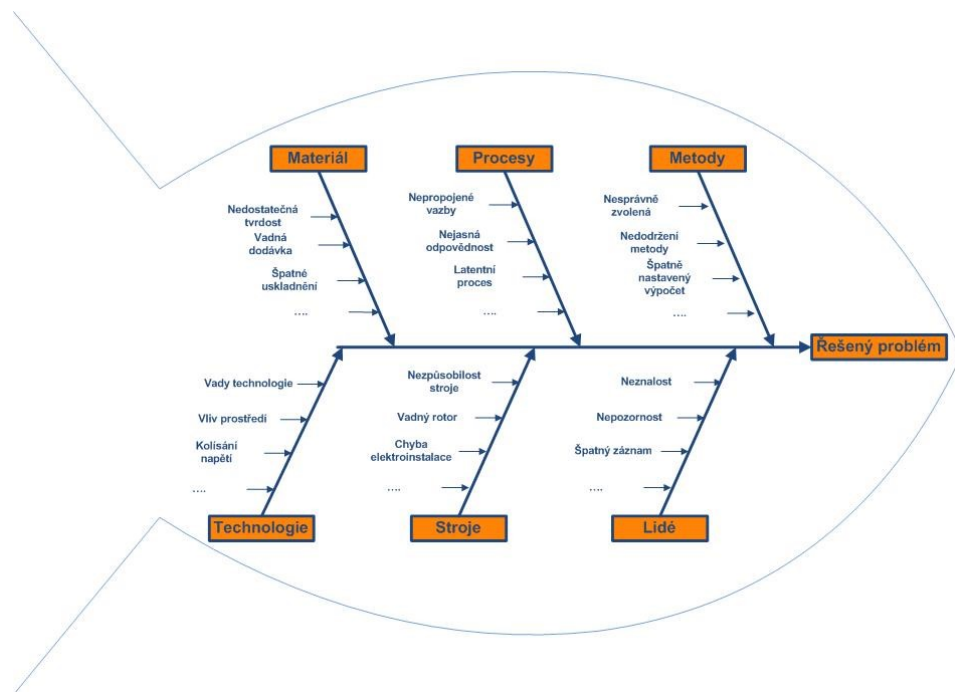 Materiál
Procesy
Metody
Nedostatečná
tvrdost
Vadná
dodávka
Špatné
uskladnění
....
Nepropojené
vazby
Nejasná
odpovědnost
Latentní
proces
....
Nesprávně
zvolená
Nedodržení
metody
Špatně
nastavený
výpočet
....
Řešený problém
Vady technologie
Vliv prostředí
Kolísání
napětí
....
Nezpůsobilost
stroje
Vadný rotor
Chyba
elektroinstalace
....
Neznalost
Nepozornost
Špatný záznam
....
Technologie
Stroje
Lidé